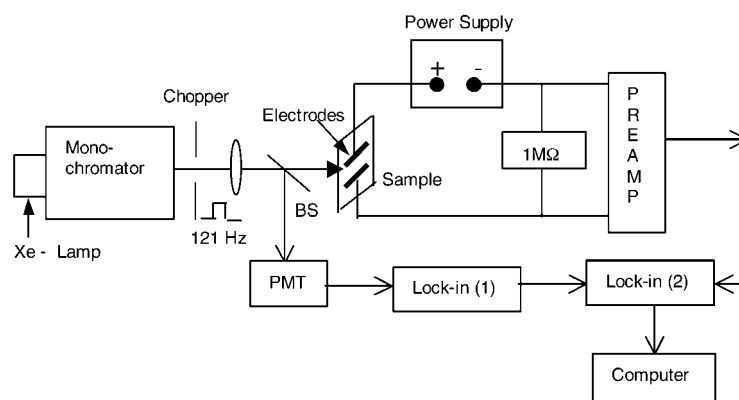 Power Supply
+ -
Chopper
Electrodes
Mono-
chromator
PREAMP
1MΩ
Sample
BS
121 Hz
Xe - Lamp
PMT
Lock-in (1)
Lock-in (2)
Computer